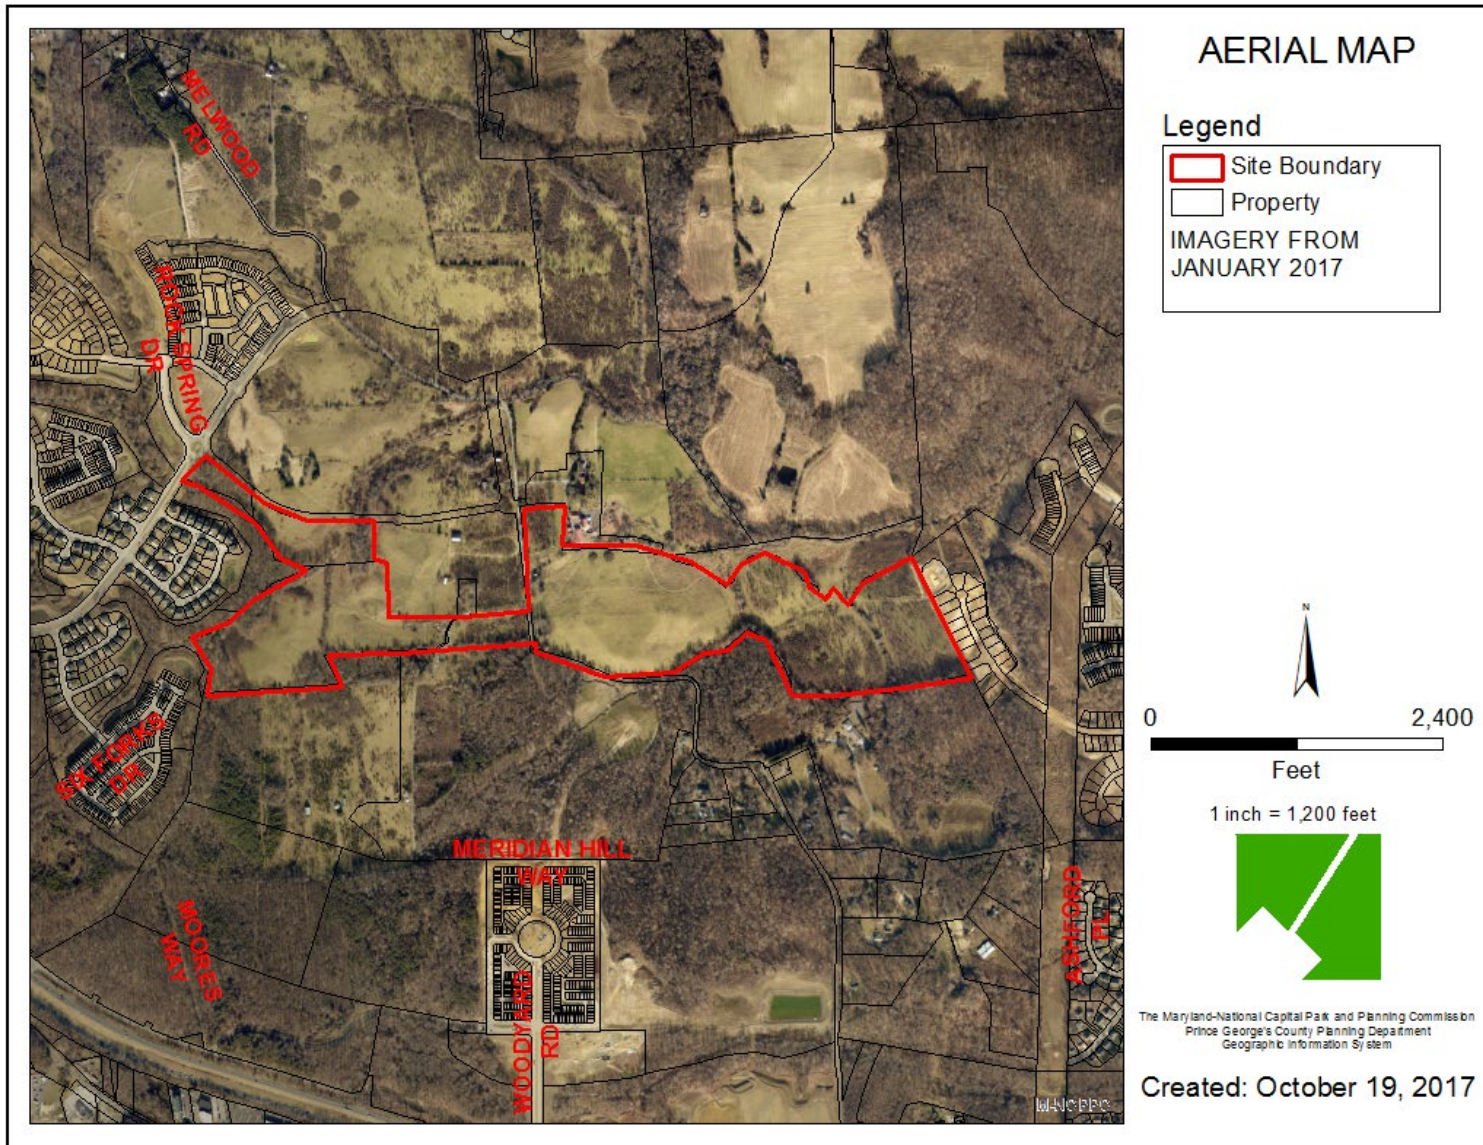 AERIAL MAP
Legend
Site Boundary
Property
IMAGERY FROM
JANUARY 2017
MELWOOD
RD
ROCK SPRING
DR
SIX FORKS
DR
MERIDIAN HILL
WAY
MOORES
WAY
WOODYARD
RD
ASHFORD
PL
N
0 2,400
Feet
1 inch = 1,200 feet
The Maryland-National Capital Park and Planning Commission
Prince George's County Planning Department
Geographic Information System
Created: October 19, 2017
M-NCPPC